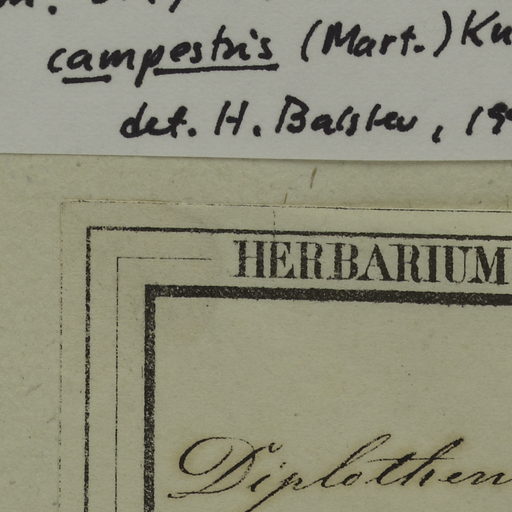 campestris (Mart.) Ku
det. H. Balslev, 19
HERBARIUM
Diplothem